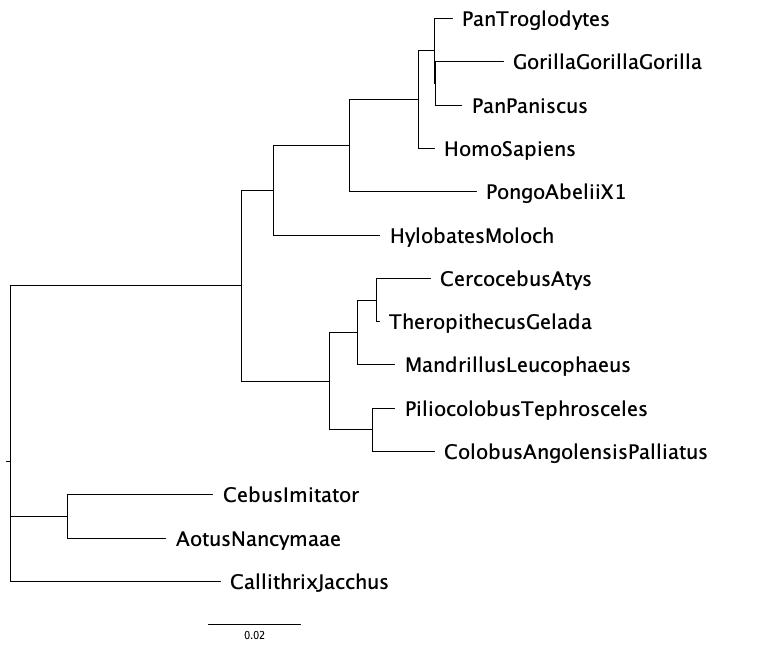 PanTroglodytes
GorillaGorillaGorilla
PanPaniscus
HomoSapiens
PongoAbeliiX1
HylobatesMoloch
CercocebusAtys
TheropithecusGelada
MandrillusLeucophaeus
PiliocolobusTephrosceles
ColobusAngolensisPalliatus
CebusImitator
AotusNancymaae
CallithrixJacchus
0.02